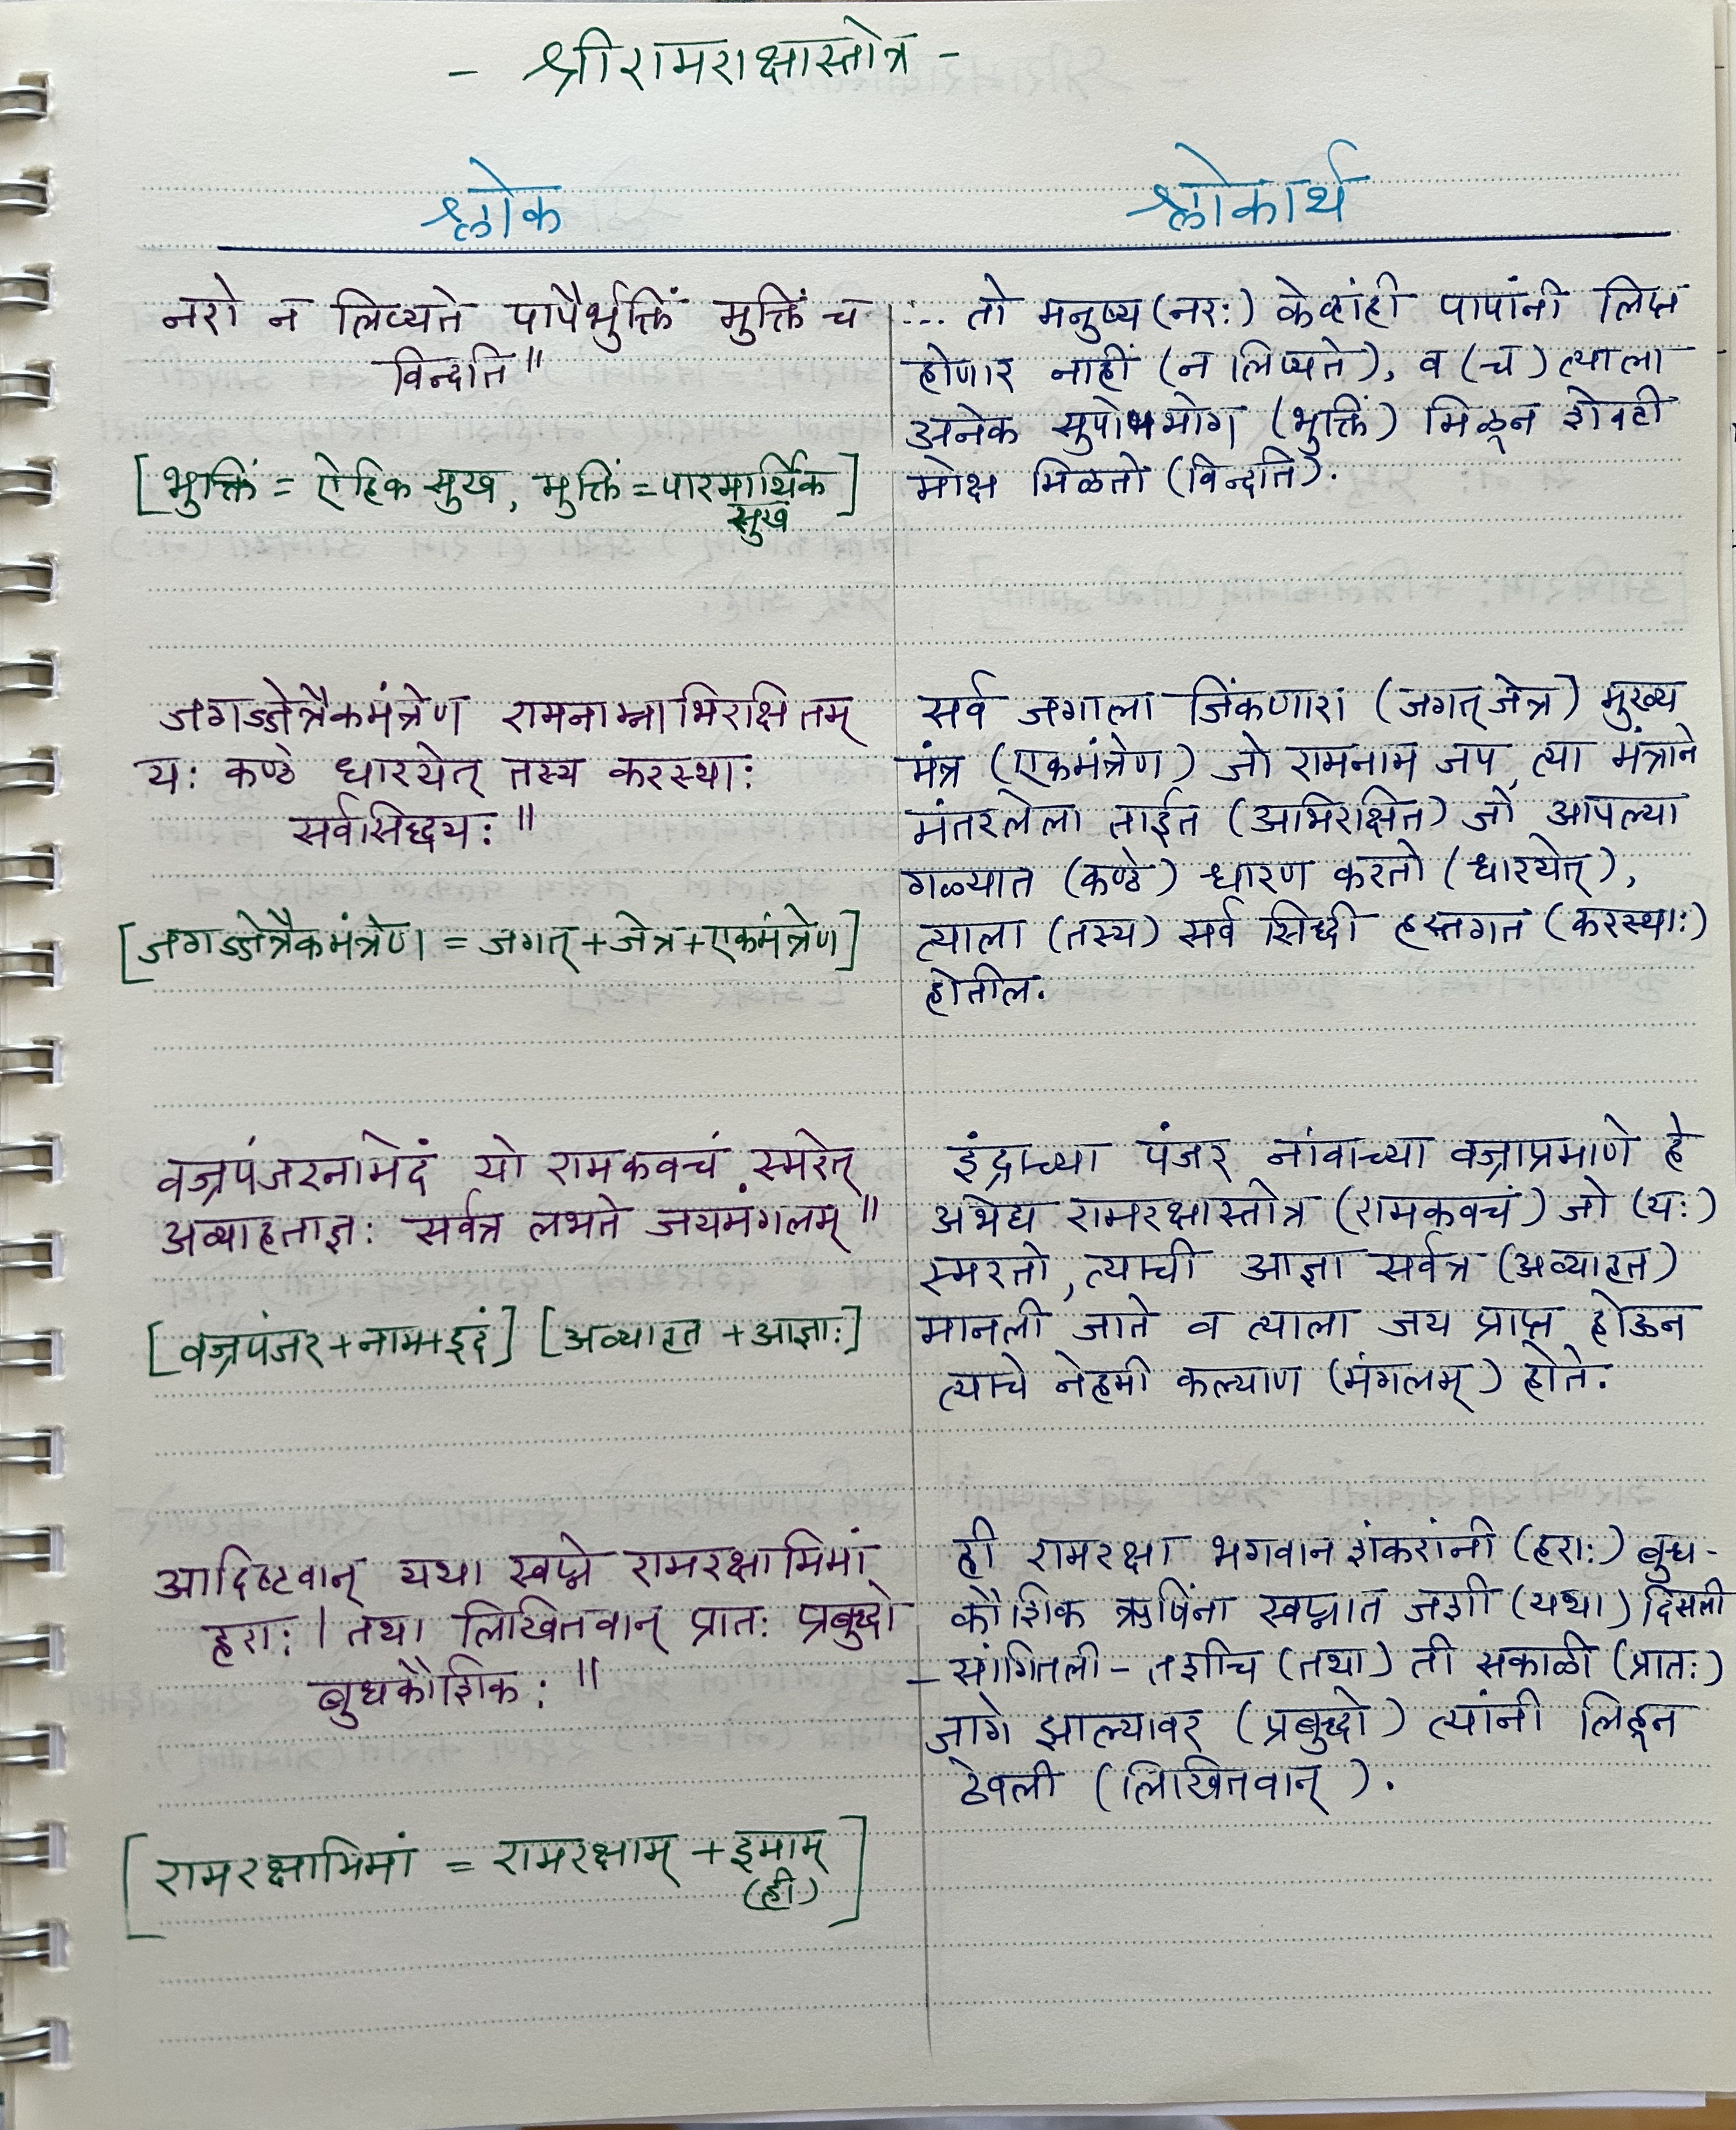 - श्रीरामराक्षास्तोत्र -
श्लोक
श्लोकार्थ
नरो न लिप्यते पापैर्भुक्तिं मुक्तिं च
विन्दति॥
[भुक्तिं = ऐहिक सुख, मुक्तिं = पारमार्थिक
सुख]
... तो मनुष्य (नरः) केव्हांही पापांनी लिप्त
होणार नाहीं (न लिप्यते), व (च) त्याला
अनेक सुपोभोग (भुक्तिं) मिळून शेवटी
मोक्ष मिळतो (विन्दति).
जगज्जेत्रैकमंत्रेण रामनाम्नाभिरक्षितम्
यः कण्ठे धारयेत् तस्य करस्थाः
सर्वसिद्धयः॥
[जगज्जेत्रैकमंत्रेण = जगत् + जेत्र + एकमंत्रेण]
सर्व जगाला जिंकणारा (जगत् जेत्र) मुख्य
मंत्र (एकमंत्रेण) जो रामनाम जप, त्या मंत्राने
मंतरलेला ताईत (अभिरक्षित) जो आपल्या
गळ्यात (कण्ठे) धारण करतो (धारयेत्),
त्याला (तस्य) सर्व सिद्धी हस्तगत (करस्थाः)
होतील.
वज्रपंजरनामेदं यो रामकवचं स्मरेत्
अव्याहताज्ञः सर्वत्र लभते जयमंगलम्॥
[वज्रपंजर + नाम + इदं] [अव्याहत + आज्ञाः]
इंद्राच्या पंजर नांवाच्या वज्राप्रमाणे हे
अभेद्य रामरक्षास्तोत्र (रामकवचं) जो (यः)
स्मरतो, त्याची आज्ञा सर्वत्र (अव्याहत)
मानली जाते व त्याला जय प्राप्त होऊन
त्याचे नेहमी कल्याण (मंगलम्) होते.
आदिष्टवान् यथा स्वप्ने रामरक्षामिमां
हराः। तथा लिखितवान् प्रातः प्रबुद्धो
बुधकौशिकः॥
[रामरक्षामिमां = रामरक्षाम् + इमाम्
(ही)]
ही रामरक्षा भगवान शंकरांनी (हराः) बुध-
कौशिक ऋषिंना स्वप्नात जशी (यथा) दिसली
- सांगितली - तशीच (तथा) ती सकाळी (प्रातः)
जागे झाल्यावर (प्रबुद्धो) त्यांनी लिहून
ठेवली (लिखितवान्).